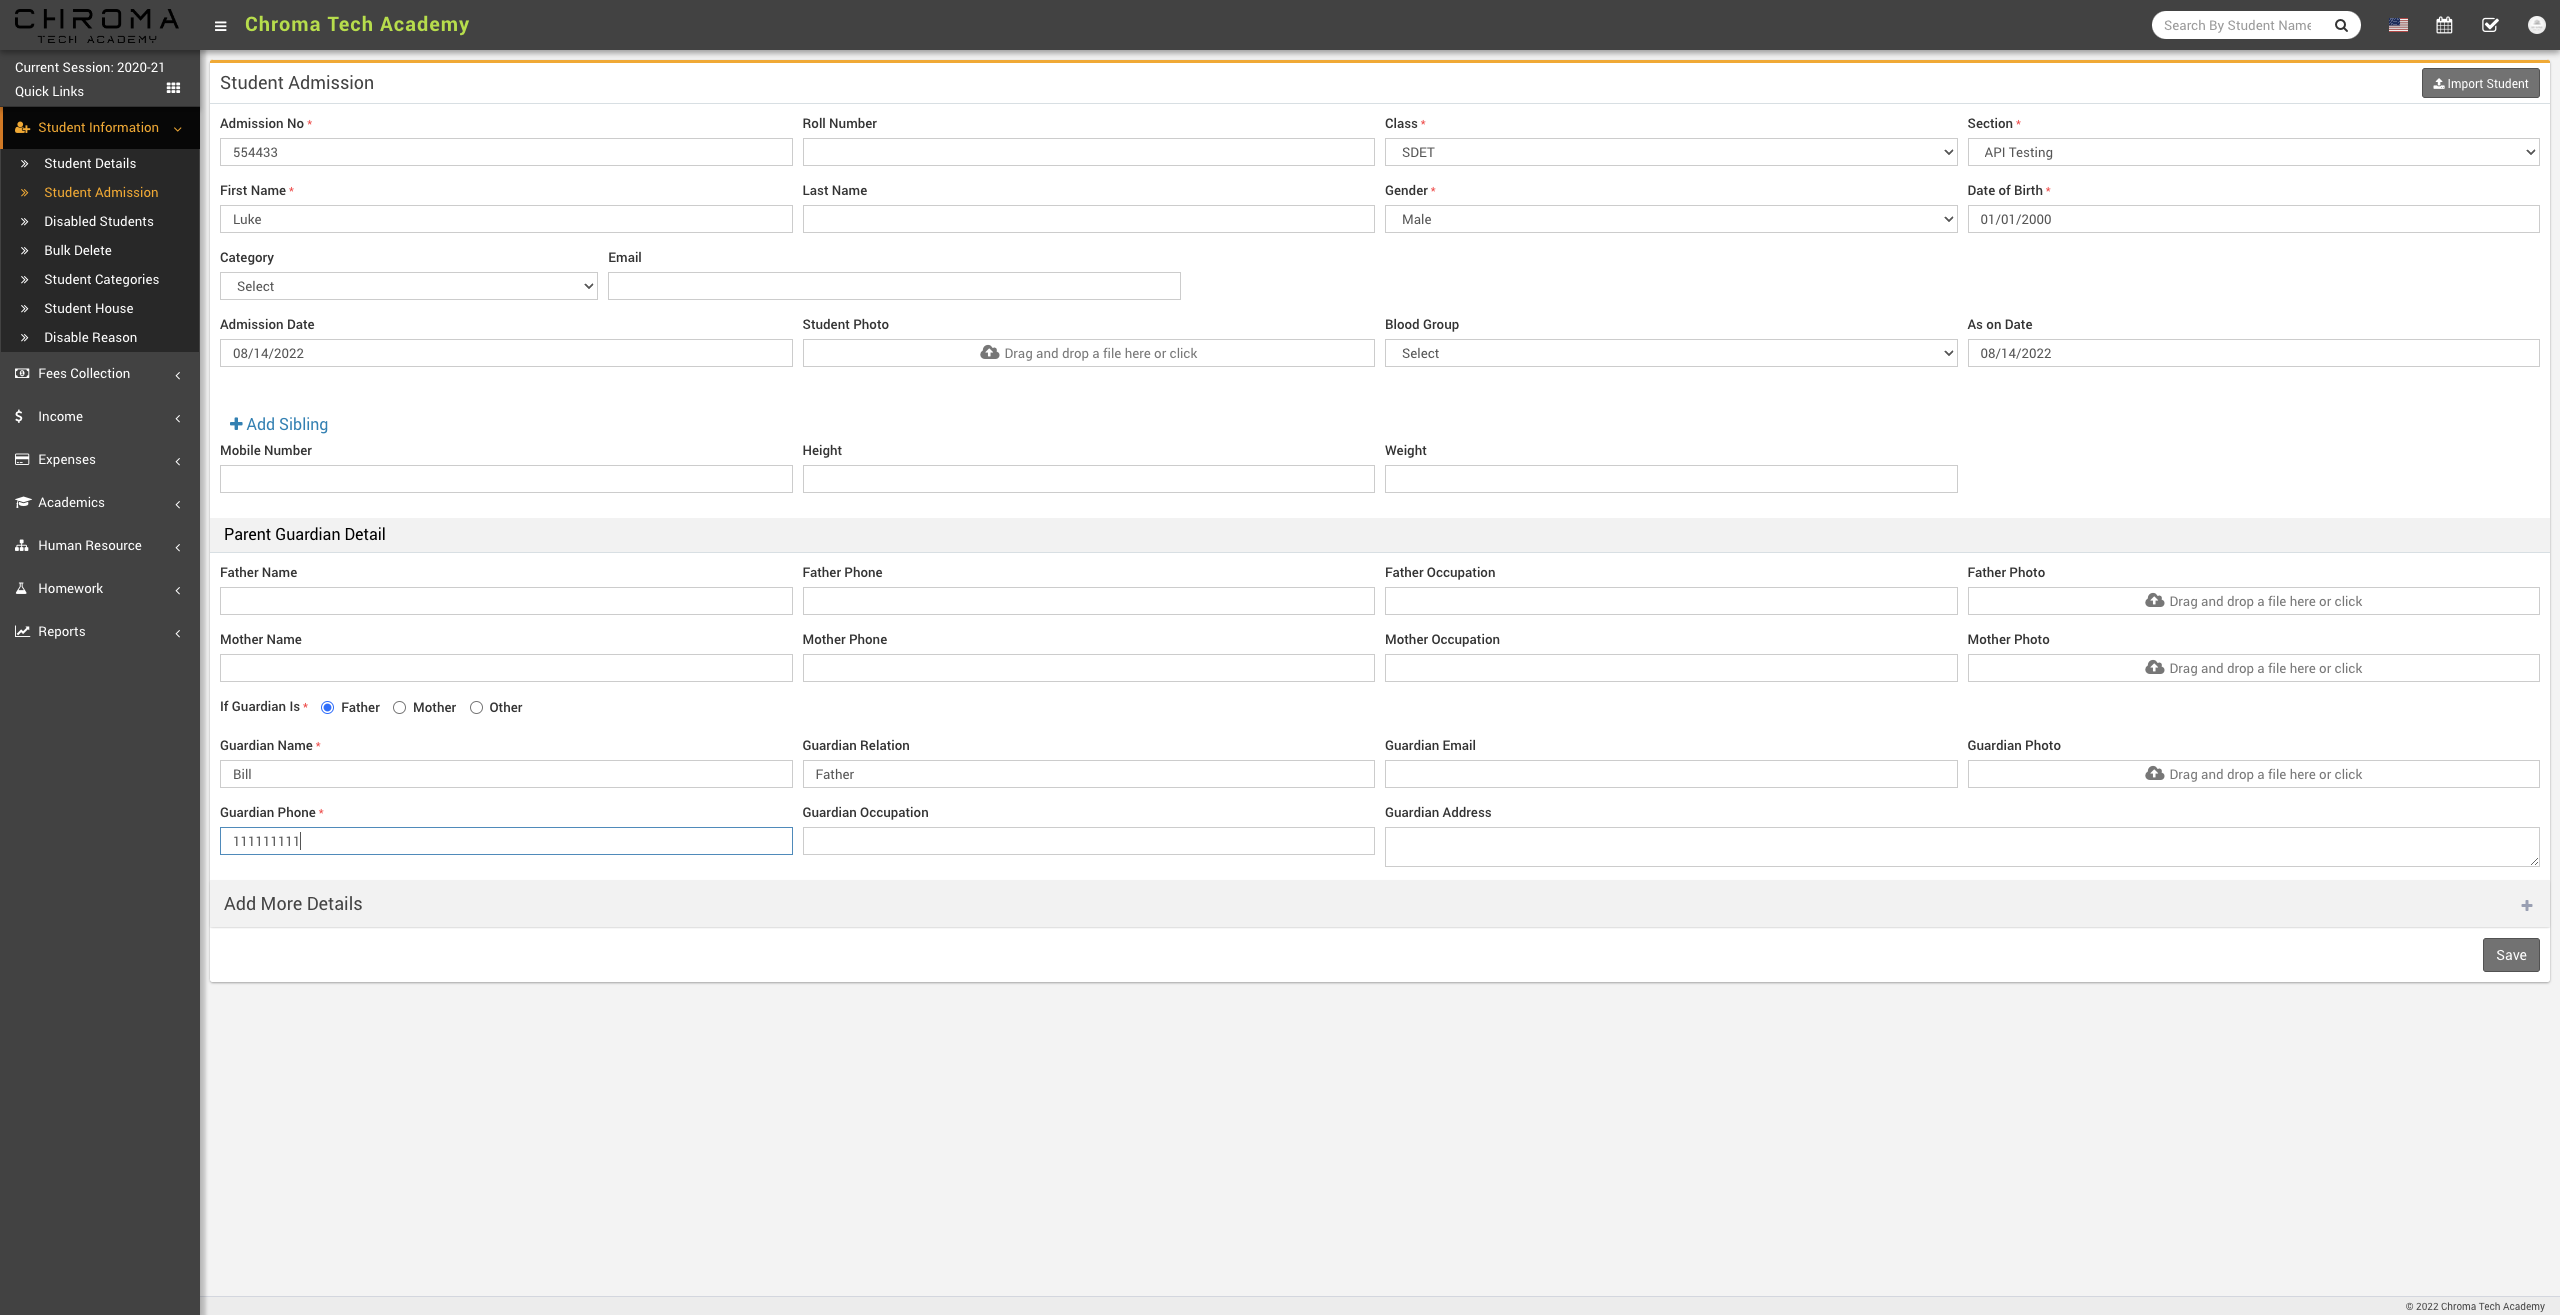 CHROMA
TECH ACADEMY
Chroma Tech Academy
Search By Student Name
Current Session: 2020-21
Quick Links
Student Information
Student Details
Student Admission
Disabled Students
Bulk Delete
Student Categories
Student House
Disable Reason
Fees Collection
Income
Expenses
Academics
Human Resource
Homework
Reports
Student Admission
Import Student
Admission No * Roll Number Class * Section *
554433 SDET API Testing
First Name * Last Name Gender * Date of Birth *
Luke Male 01/01/2000
Category Email
Select
Admission Date Student Photo Blood Group As on Date
08/14/2022 Drag and drop a file here or click Select 08/14/2022
Add Sibling
Mobile Number Height Weight
Parent Guardian Detail
Father Name Father Phone Father Occupation Father Photo
Drag and drop a file here or click
Mother Name Mother Phone Mother Occupation Mother Photo
Drag and drop a file here or click
If Guardian Is * Father Mother Other
Guardian Name * Guardian Relation Guardian Email Guardian Photo
Bill Father Drag and drop a file here or click
Guardian Phone * Guardian Occupation Guardian Address
111111111
Add More Details
Save
© 2022 Chroma Tech Academy